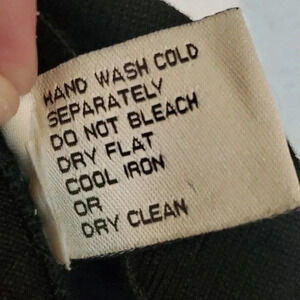 HAND WASH COLD
SEPARATELY
DO NOT BLEACH
DRY FLAT
COOL IRON
OR
DRY CLEAN